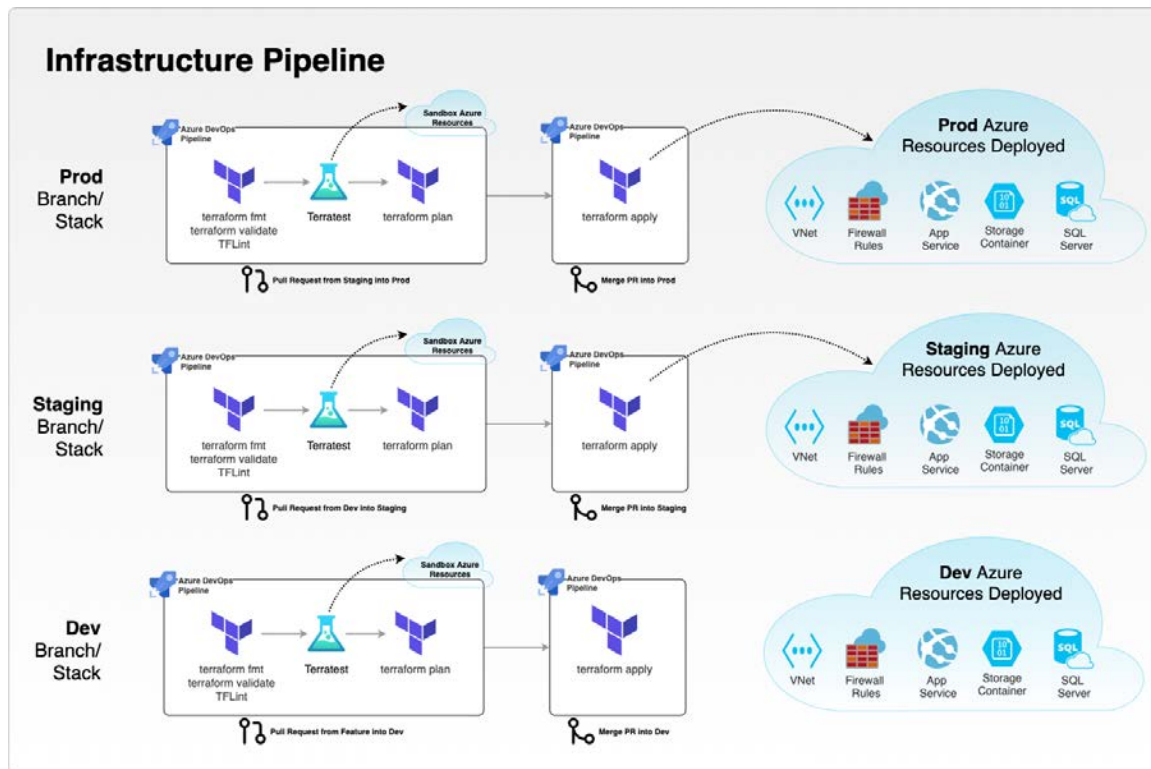 Infrastructure Pipeline
Prod
Branch/
Stack
Azure DevOps
Pipeline
Sandbox Azure
Resources
terraform fmt
terraform validate
TFLint
Terratest
terraform plan
Pull Request from Staging into Prod
Azure DevOps
Pipeline
terraform apply
Merge PR into Prod
Prod Azure
Resources Deployed
VNet
Firewall
Rules
App
Service
10
01
Storage
Container
SQL
SQL
Server
Staging
Branch/
Stack
Azure DevOps
Pipeline
Sandbox Azure
Resources
terraform fmt
terraform validate
TFLint
Terratest
terraform plan
Pull Request from Dev into Staging
Azure DevOps
Pipeline
terraform apply
Merge PR into Staging
Staging Azure
Resources Deployed
VNet
Firewall
Rules
App
Service
10
01
Storage
Container
SQL
SQL
Server
Dev
Branch/
Stack
Azure DevOps
Pipeline
Sandbox Azure
Resources
terraform fmt
terraform validate
TFLint
Terratest
terraform plan
Pull Request from Feature into Dev
Azure DevOps
Pipeline
terraform apply
Merge PR into Dev
Dev Azure
Resources Deployed
VNet
Firewall
Rules
App
Service
10
01
Storage
Container
SQL
SQL
Server